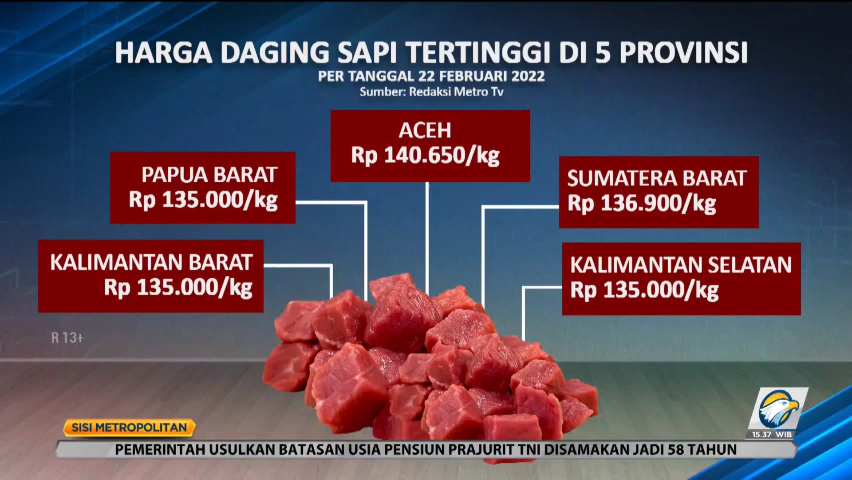 HARGA DAGING SAPI TERTINGGI DI 5 PROVINSI
PER TANGGAL 22 FEBRUARI 2022
Sumber: Redaksi Metro Tv
ACEH
Rp 140.650/kg
PAPUA BARAT
Rp 135.000/kg
SUMATERA BARAT
Rp 136.900/kg
KALIMANTAN BARAT
Rp 135.000/kg
KALIMANTAN SELATAN
Rp 135.000/kg
R 13+
SISI METROPOLITAN
15.37 WIB
PEMERINTAH USULKAN BATASAN USIA PENSIUN PRAJURIT TNI DISAMAKAN JADI 58 TAHUN